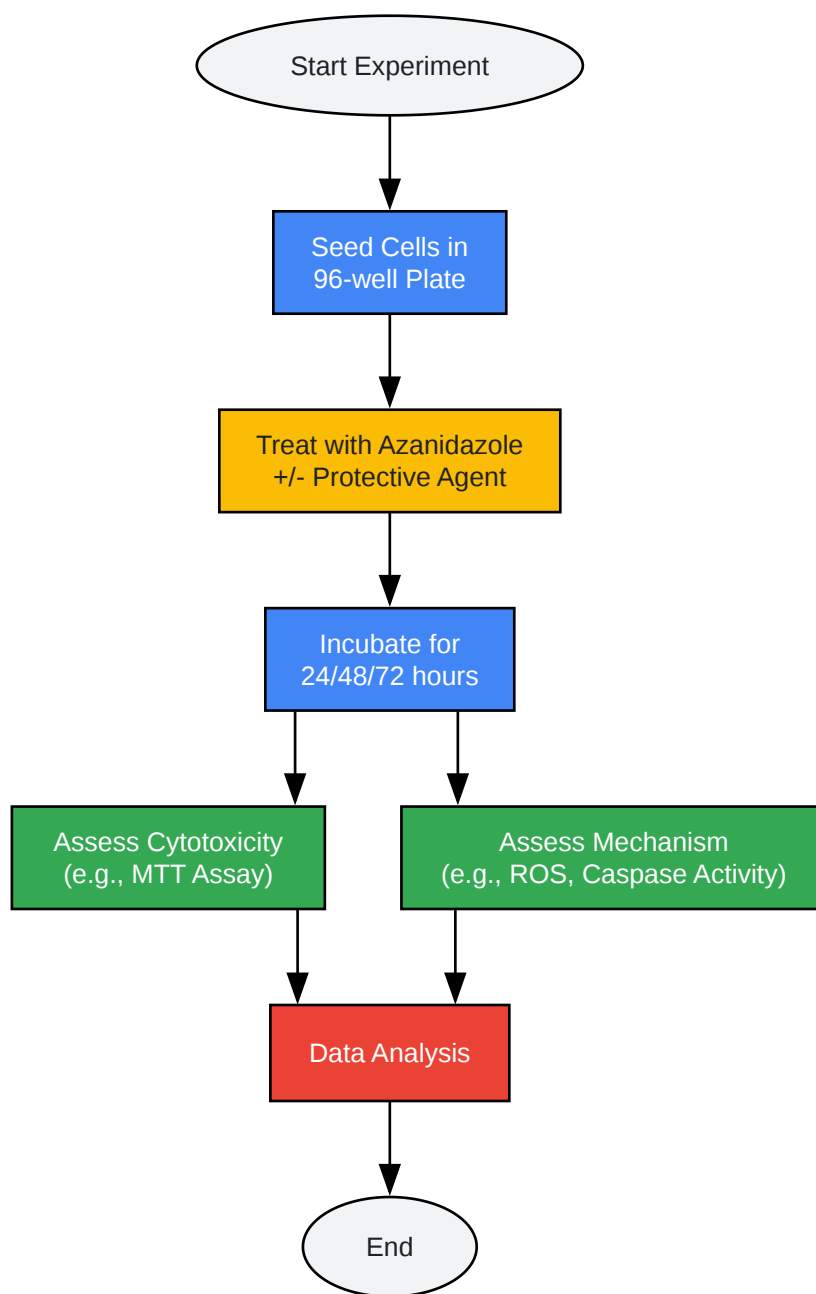 Start Experiment
Seed Cells in
96-well Plate
Treat with Azanidazole
+/- Protective Agent
Incubate for
24/48/72 hours
Assess Cytotoxicity
(e.g., MTT Assay)
Assess Mechanism
(e.g., ROS, Caspase Activity)
Data Analysis
End